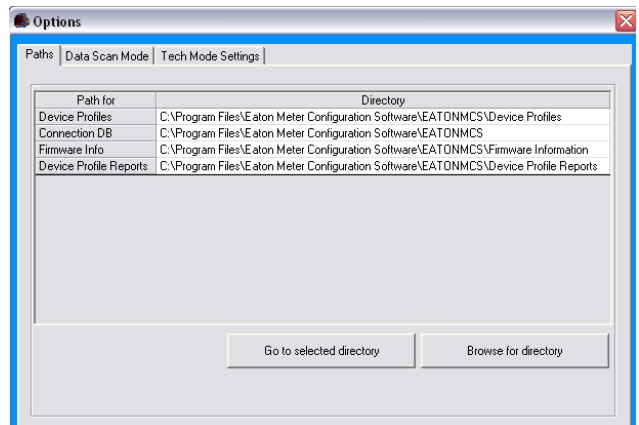 Options
Paths Data Scan Mode Tech Mode Settings
Path for Directory
Device Profiles C:\Program Files\Eaton Meter Configuration Software\EATONMCS\Device Profiles
Connection DB C:\Program Files\Eaton Meter Configuration Software\EATONMCS
Firmware Info C:\Program Files\Eaton Meter Configuration Software\EATONMCS\Firmware Information
Device Profile Reports C:\Program Files\Eaton Meter Configuration Software\EATONMCS\Device Profile Reports
Go to selected directory Browse for directory